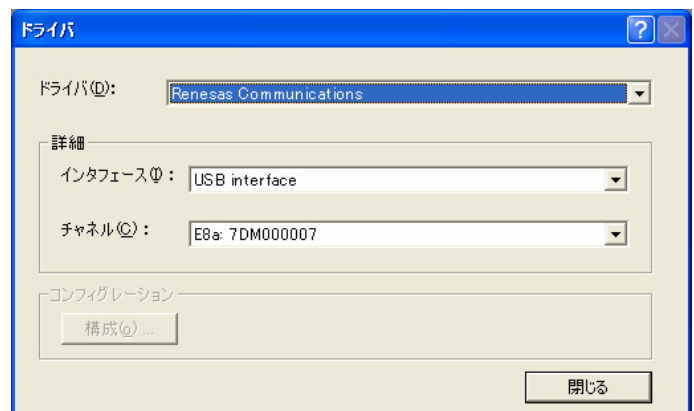 ドライバ
ドライバ(D):
Renesas Communications
詳細
インタフェース(I):
USB interface
チャネル(C):
E8a: 7DM000007
コンフィグレーション
構成(o)...
閉じる